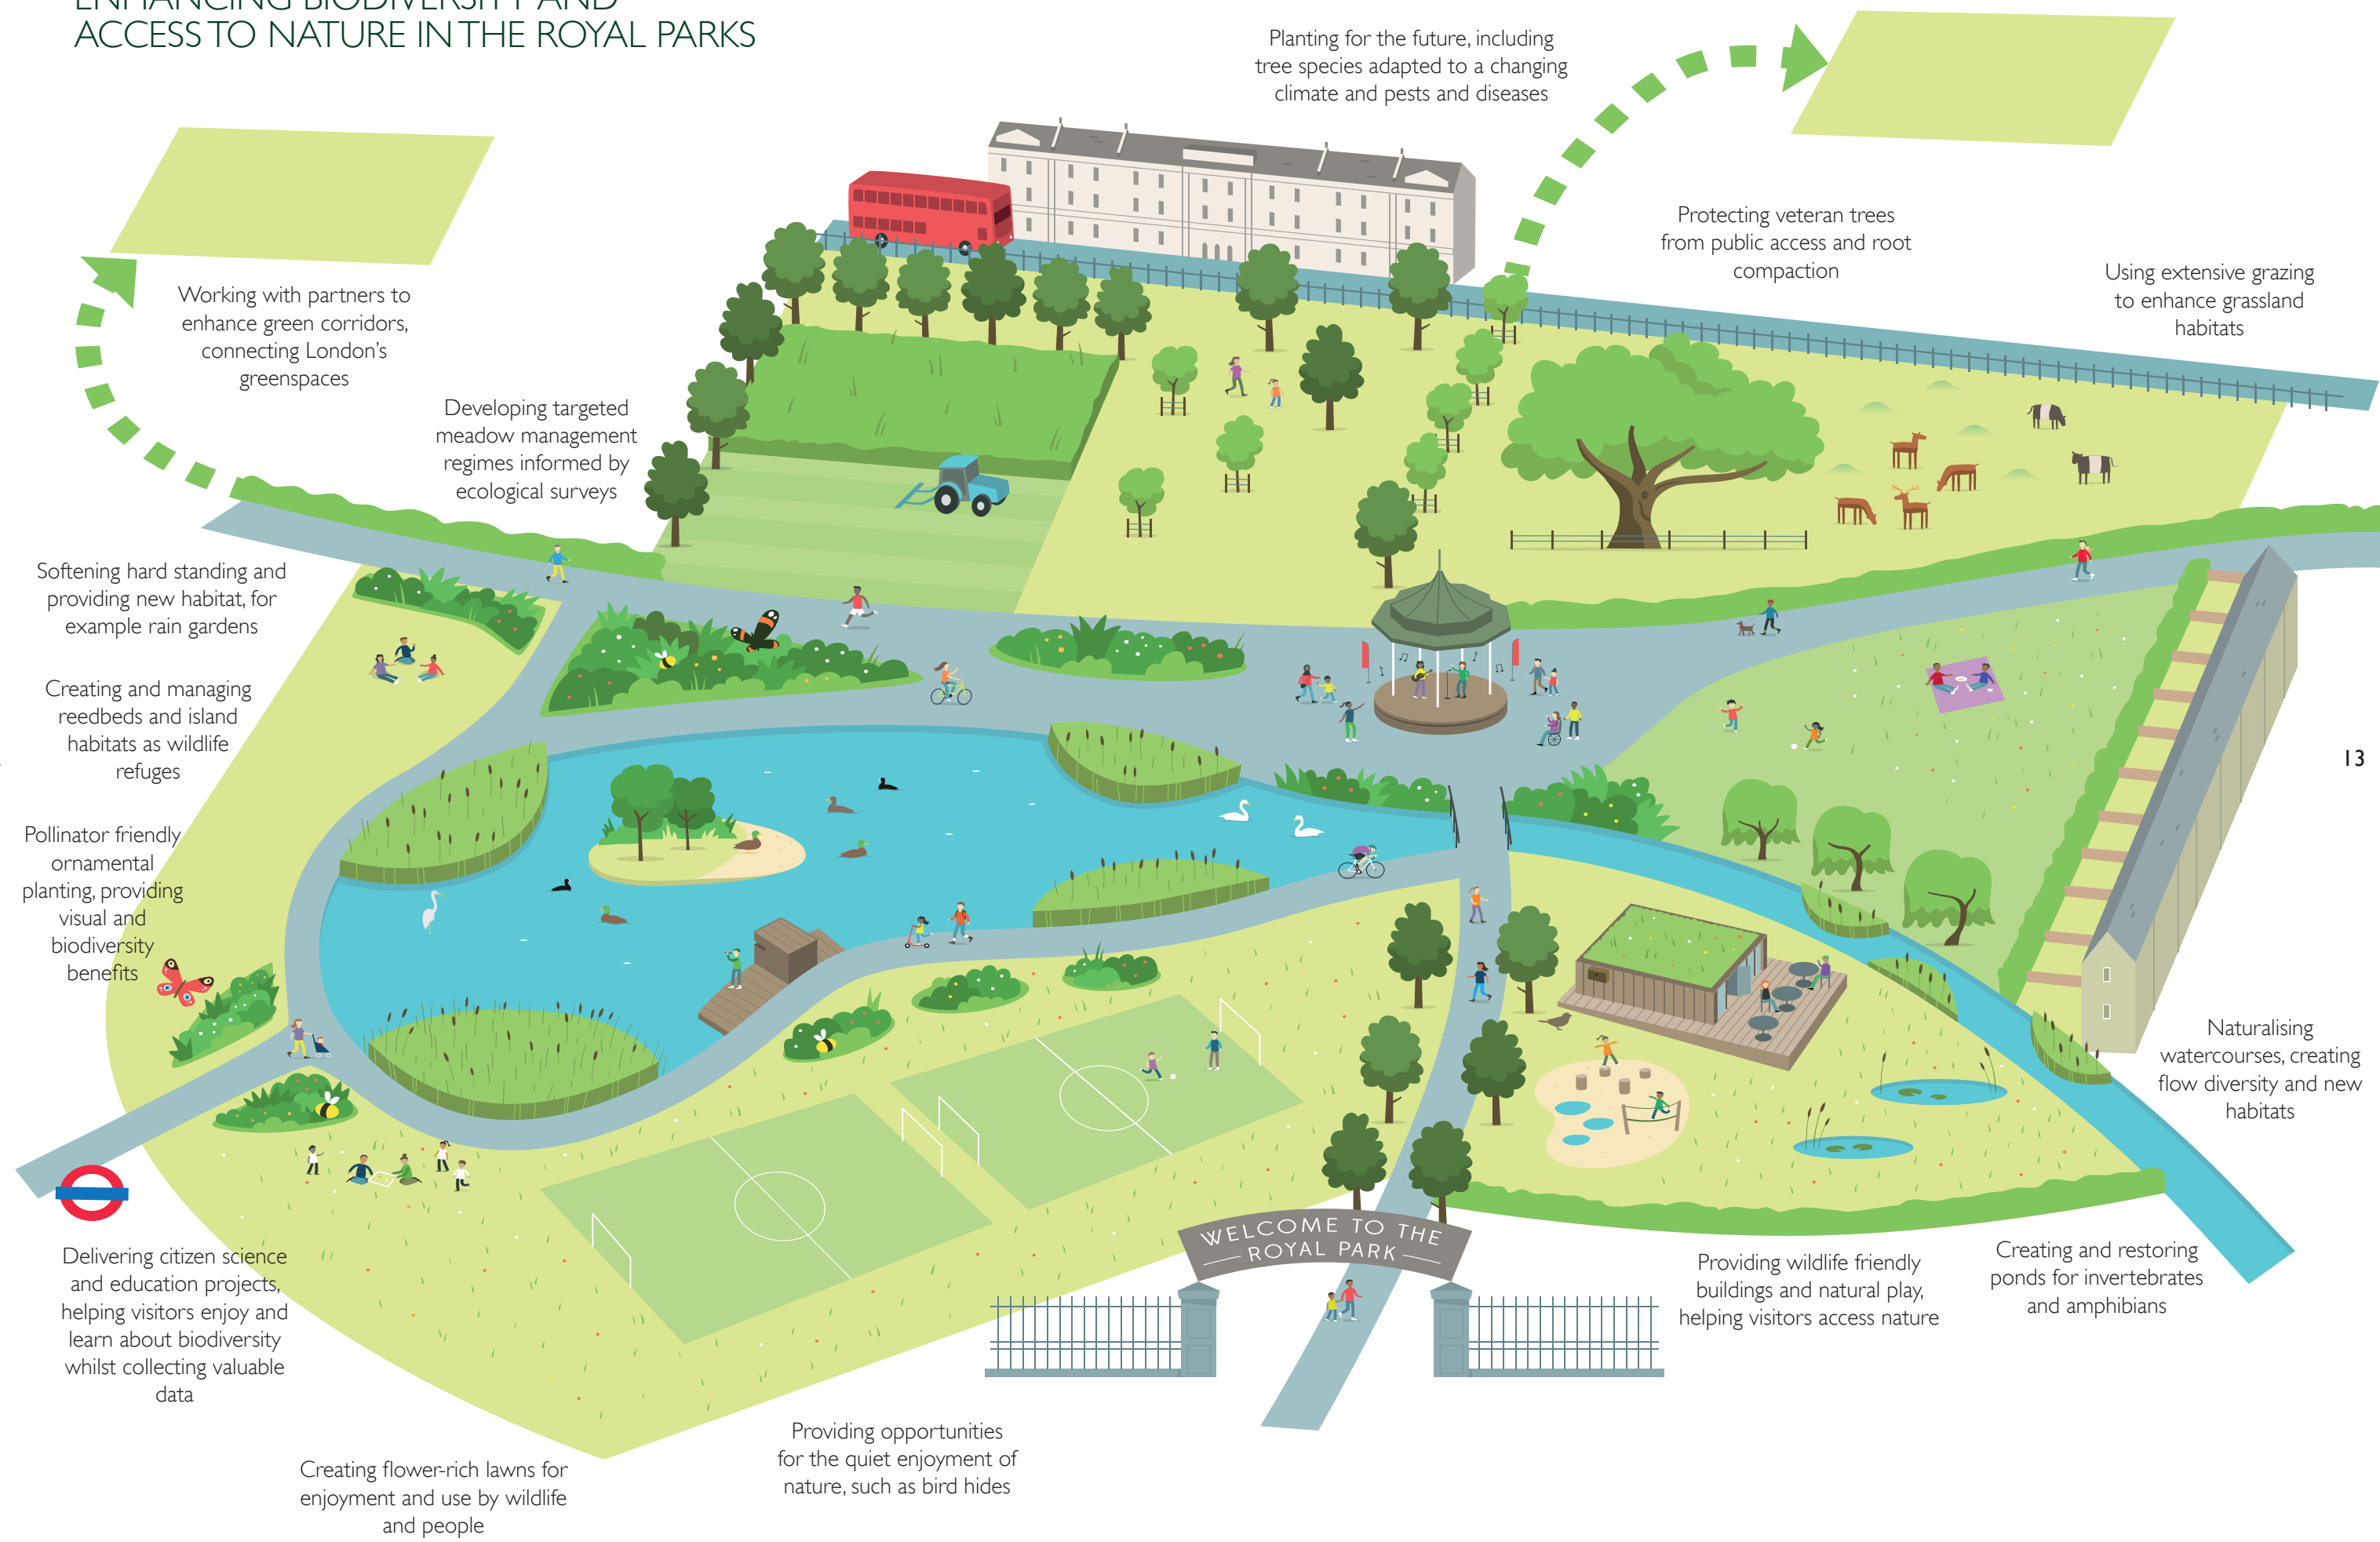 ENHANCING BIODIVERSITY AND
ACCESS TO NATURE IN THE ROYAL PARKS
Planting for the future, including
tree species adapted to a changing
climate and pests and diseases
Protecting veteran trees
from public access and root
compaction
Using extensive grazing
to enhance grassland
habitats
Working with partners to
enhance green corridors,
connecting London's
greenspaces
Developing targeted
meadow management
regimes informed by
ecological surveys
Softening hard standing and
providing new habitat, for
example rain gardens
Creating and managing
reedbeds and island
habitats as wildlife
refuges
13
Pollinator friendly
ornamental
planting, providing
visual and
biodiversity
benefits
Naturalising
watercourses, creating
flow diversity and new
habitats
WELCOME TO THE
ROYAL PARK
Delivering citizen science
and education projects,
helping visitors enjoy and
learn about biodiversity
whilst collecting valuable
data
Providing wildlife friendly
buildings and natural play,
helping visitors access nature
Creating and restoring
ponds for invertebrates
and amphibians
Providing opportunities
for the quiet enjoyment of
nature, such as bird hides
Creating flower-rich lawns for
enjoyment and use by wildlife
and people